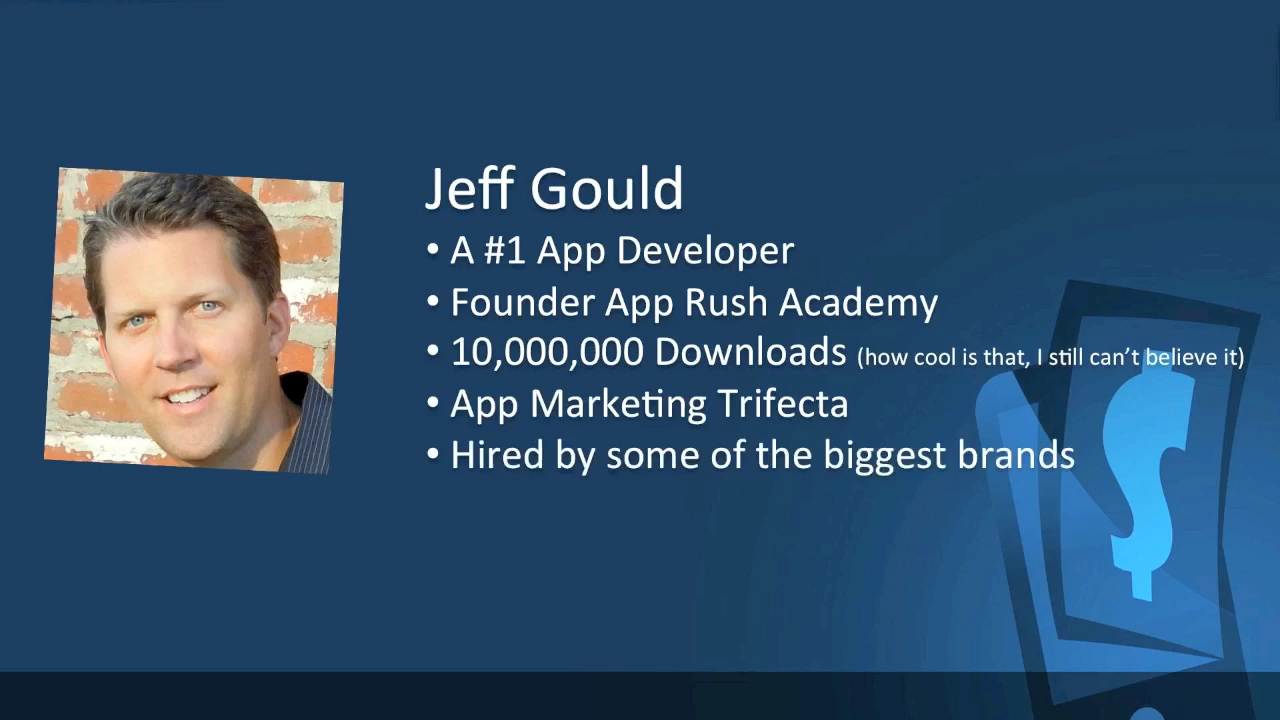 Jeff Gould
• A #1 App Developer
• Founder App Rush Academy
• 10,000,000 Downloads (how cool is that, I still can't believe it)
• App Marketing Trifecta
• Hired by some of the biggest brands
$